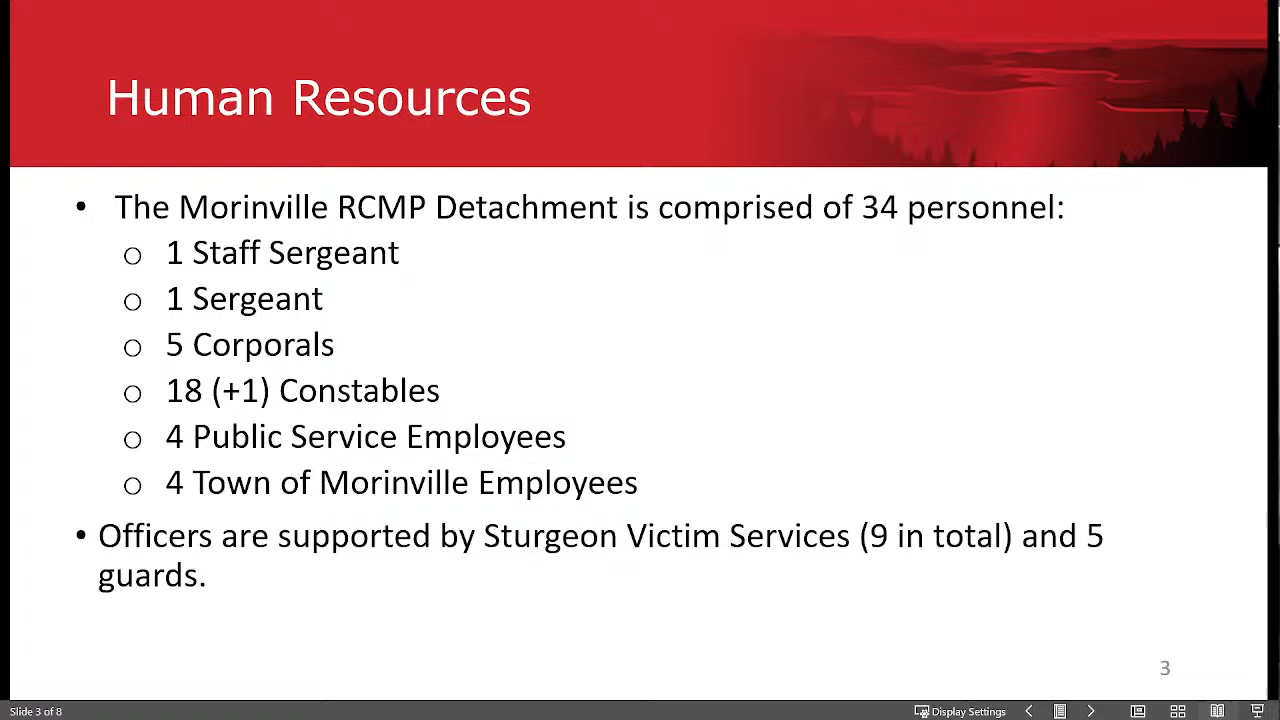 Human Resources
• The Morinville RCMP Detachment is comprised of 34 personnel:
o 1 Staff Sergeant
o 1 Sergeant
o 5 Corporals
o 18 (+1) Constables
o 4 Public Service Employees
o 4 Town of Morinville Employees
• Officers are supported by Sturgeon Victim Services (9 in total) and 5
guards.
3
Slide 3 of 8
Display Settings